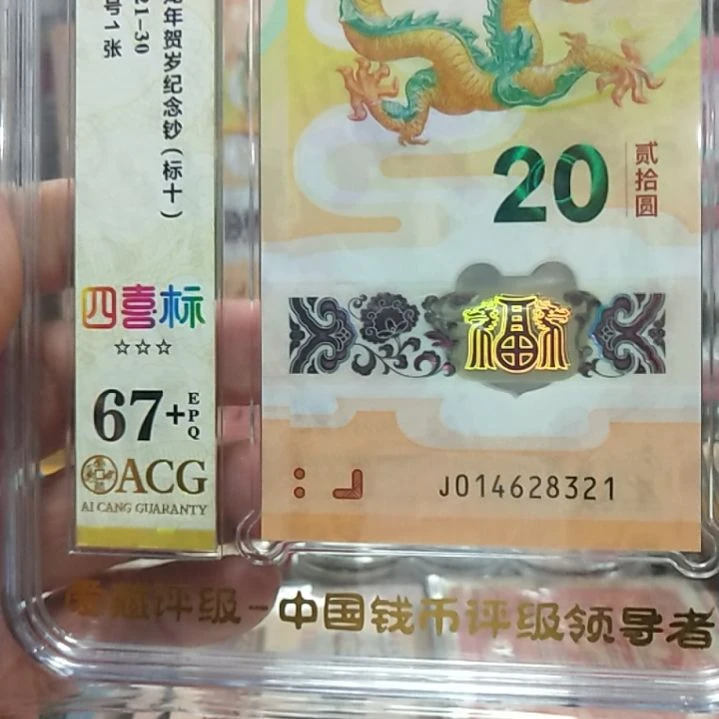 龙年贺岁纪念钞（标十）
21-30
号1张
四喜标
☆☆☆
67+EPQ
ACG
AI CANG GUARANTY
20
贰拾圆
福
J014628321
评级-中国钱币评级领导者